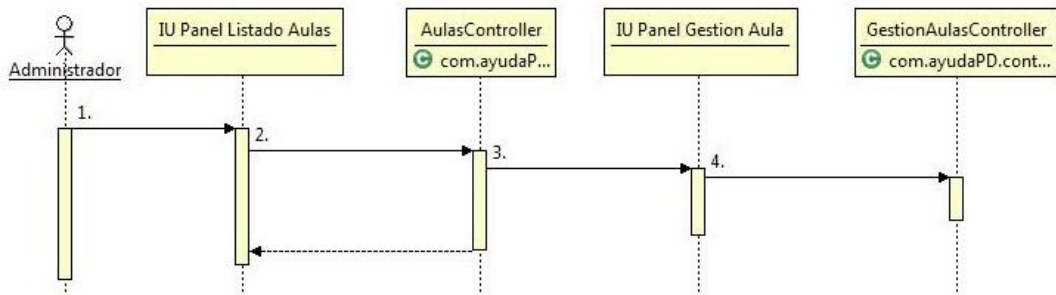 IU Panel Listado Aulas
AulasController
com.ayudaP...
IU Panel Gestion Aula
GestionAulasController
com.ayudaPD.cont...
Administrador
1.
2.
3.
4.